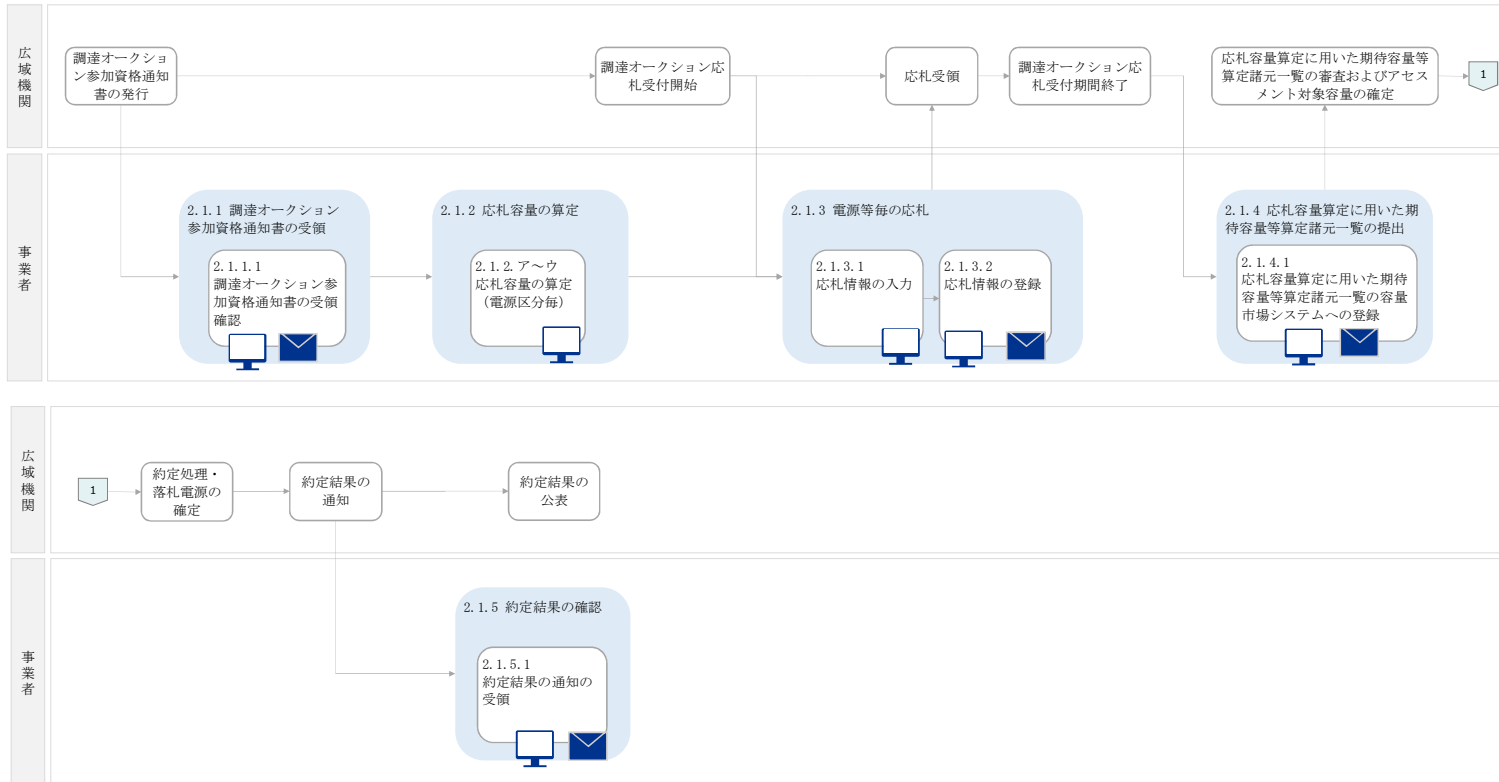 広域機関
調達オークショ
ン参加資格通知
書の発行
調達オークション応
札受付開始
応札受領
調達オークション応
札受付期間終了
応札容量算定に用いた期待容量等
算定諸元一覧の審査およびアセス
メント対象容量の確定
1
事業者
2.1.1 調達オークション
参加資格通知書の受領
2.1.1.1
調達オークション参
加資格通知書の受領
確認
2.1.2 応札容量の算定
2.1.2.ア～ウ
応札容量の算定
（電源区分毎）
2.1.3 電源等毎の応札
2.1.3.1
応札情報の入力
2.1.3.2
応札情報の登録
2.1.4 応札容量算定に用いた期
待容量等算定諸元一覧の提出
2.1.4.1
応札容量算定に用いた期待
容量等算定諸元一覧の容量
市場システムへの登録
広域機関
1
約定処理・
落札電源の
確定
約定結果の
通知
約定結果の
公表
事業者
2.1.5 約定結果の確認
2.1.5.1
約定結果の通知の
受領